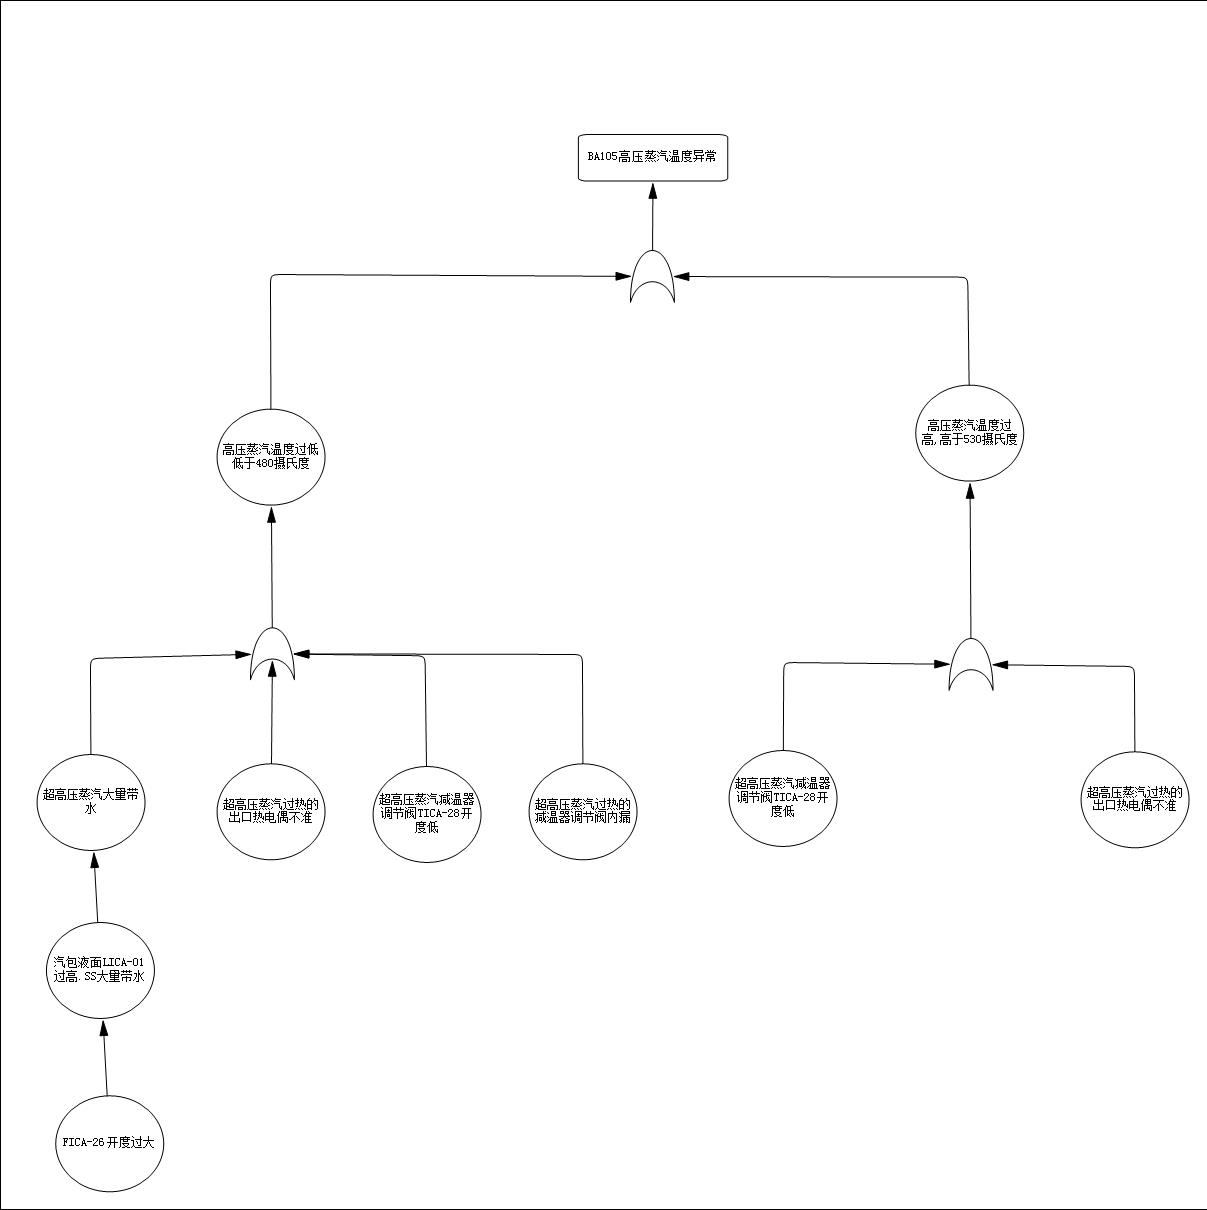 BA105高压蒸汽温度异常
高压蒸汽温度过低
低于480摄氏度
高压蒸汽温度过
高,高于530摄氏度
超高压蒸汽大量带
水
超高压蒸汽过热的
出口热电偶不准
超高压蒸汽减温器
调节阀TICA-28开
度低
超高压蒸汽过热的
减温器调节阀内漏
超高压蒸汽减温器
调节阀TICA-28开
度低
超高压蒸汽过热的
出口热电偶不准
汽包液面LICA-01
过高.SS大量带水
FICA-26 开度过大